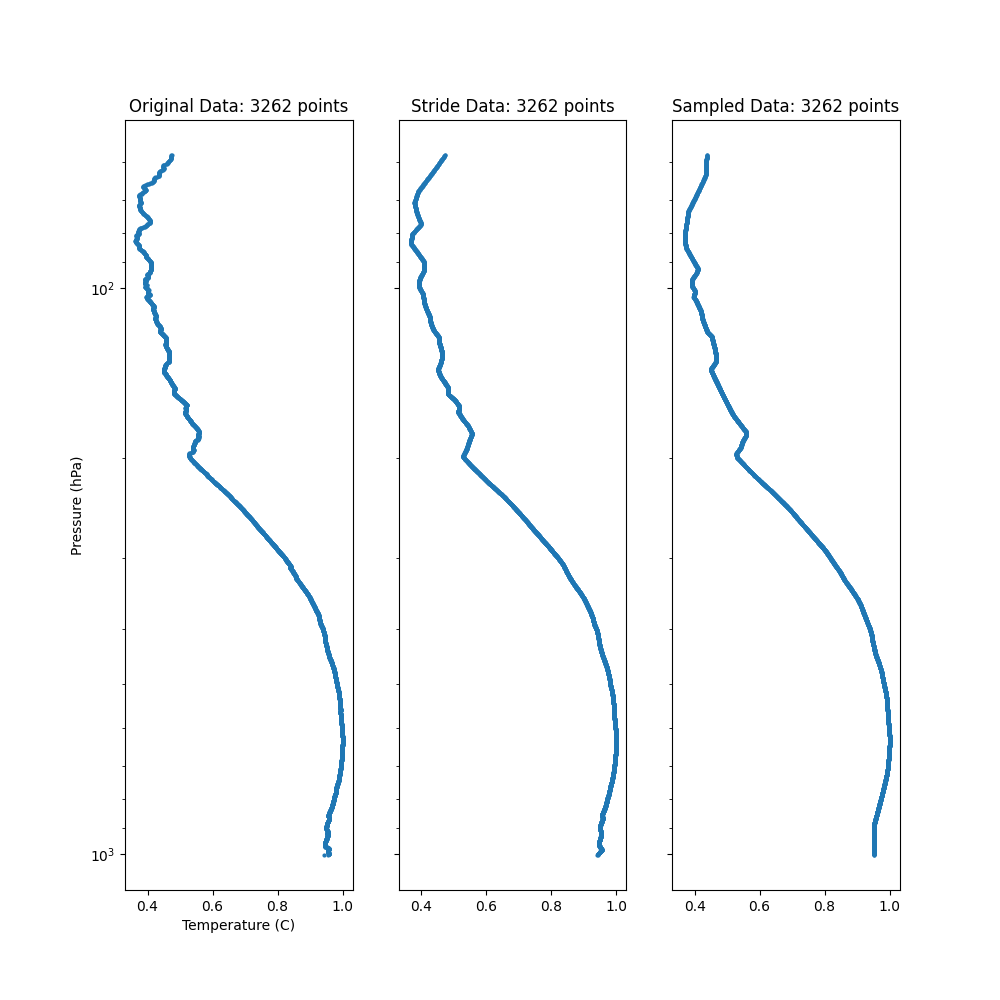 Original Data: 3262 points
Stride Data: 3262 points
Sampled Data: 3262 points
Pressure (hPa)
10²
10³
0.4 0.6 0.8 1.0
0.4 0.6 0.8 1.0
0.4 0.6 0.8 1.0
Temperature (C)